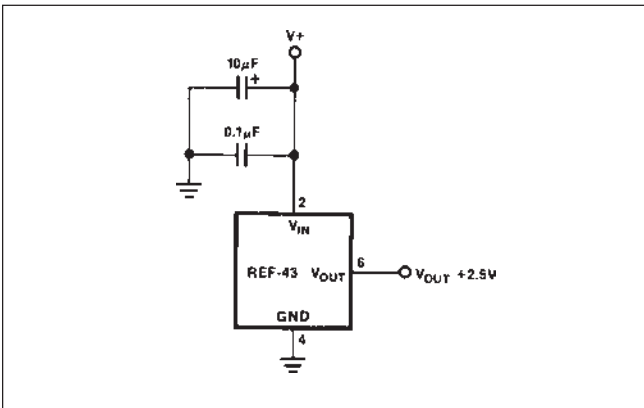 V+
10µF
+
0.1µF
2
VIN
REF-43 VOUT
6
VOUT +2.5V
GND
4